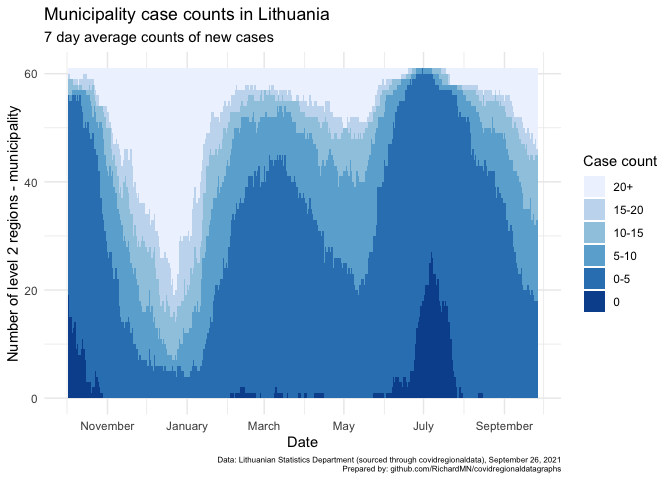 Municipality case counts in Lithuania
7 day average counts of new cases
Number of level 2 regions - municipality
60
40
20
0
November January March May July September
Date
Case count
20+
15-20
10-15
5-10
0-5
0
Data: Lithuanian Statistics Department (sourced through covidregionaldata), September 26, 2021
Prepared by: github.com/RichardMN/covidregionaldatagraphs